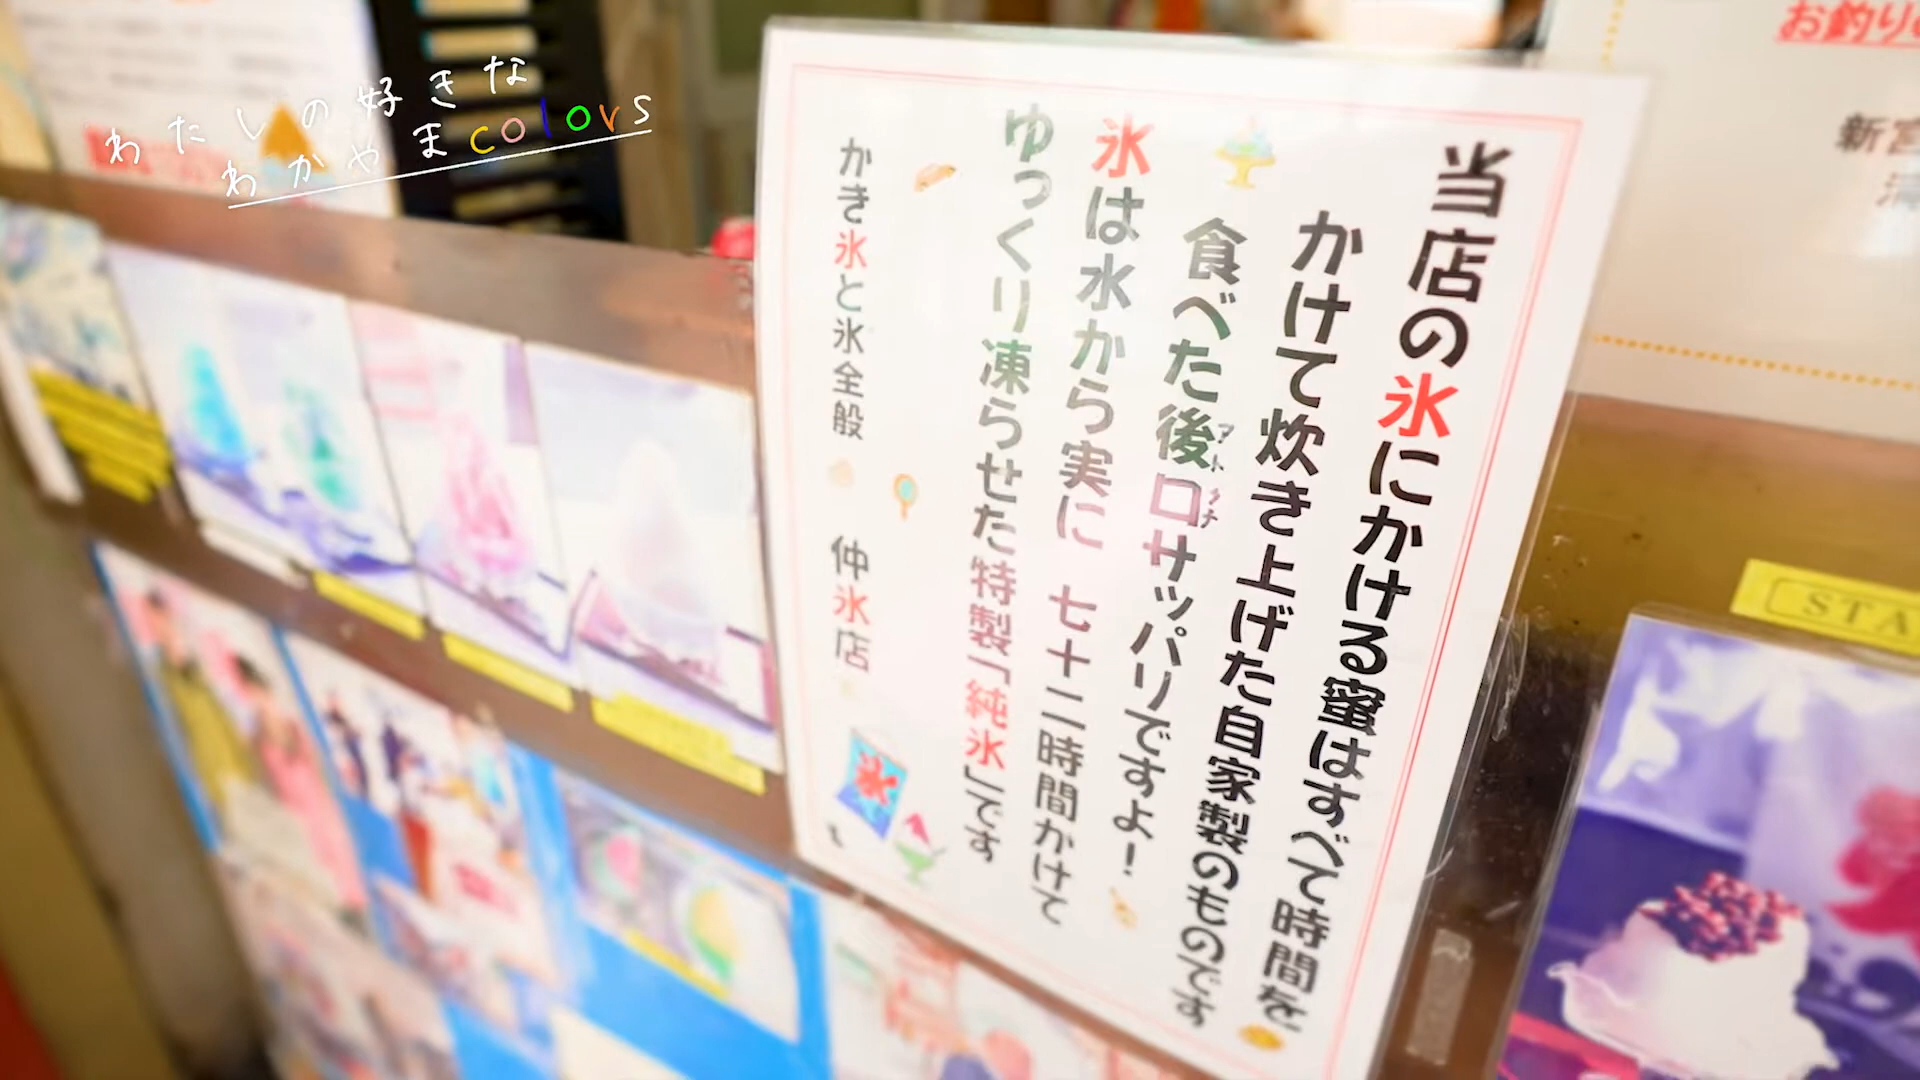 わたしの好きな
わかやまcolors
当店の氷にかける蜜はすべて時間を
かけて炊き上げた自家製のものです
食べた後口サッパリですよ！
アト クチ
氷は水から実に 七十二時間かけて
ゆっくり凍らせた特製「純氷」です
かき氷と氷全般 仲氷店
氷
お釣り
新宮
STA